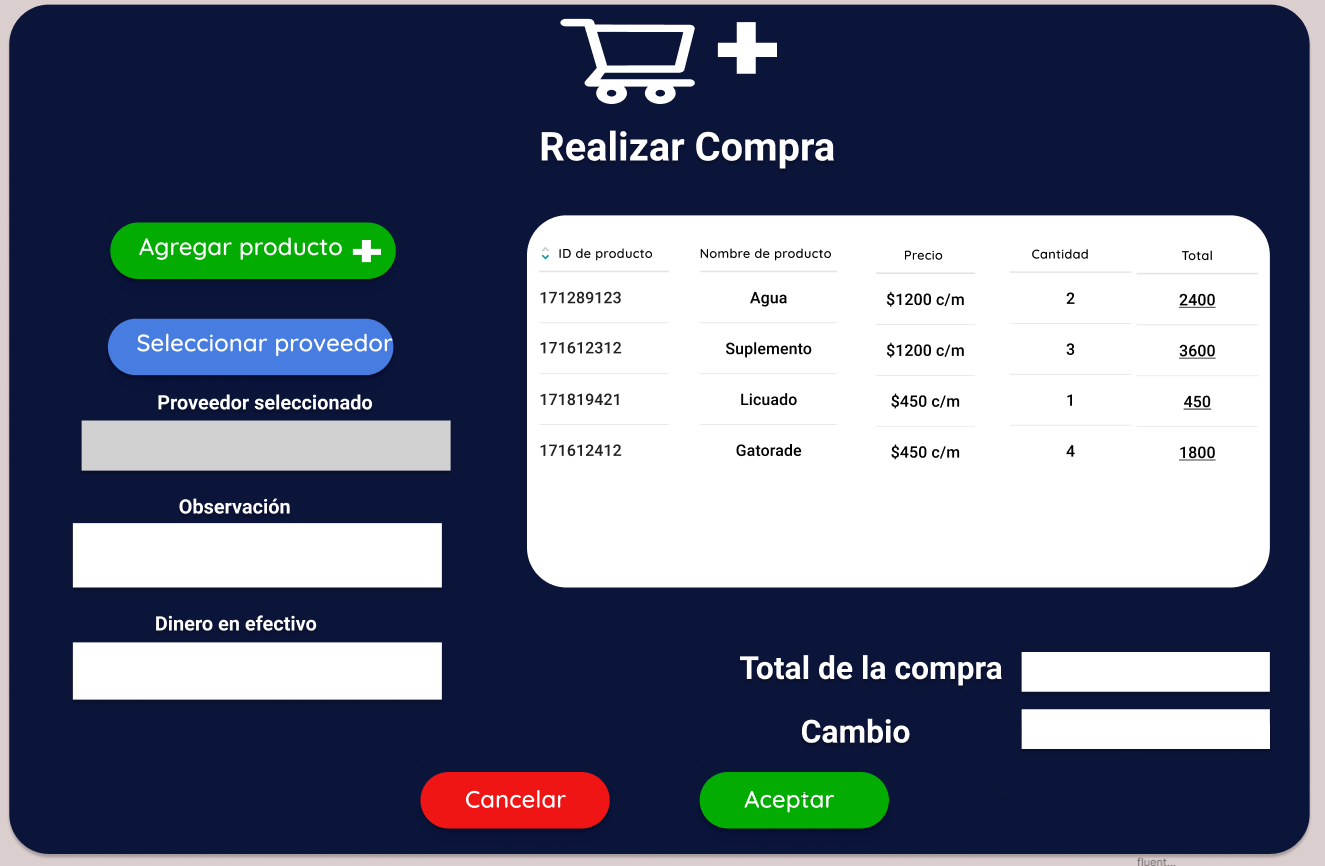 Realizar Compra
Agregar producto
Seleccionar proveedor
Proveedor seleccionado
Observación
Dinero en efectivo
ID de producto Nombre de producto Precio Cantidad Total
171289123 Agua $1200 c/m 2 2400
171612312 Suplemento $1200 c/m 3 3600
171819421 Licuado $450 c/m 1 450
171612412 Gatorade $450 c/m 4 1800
Total de la compra
Cambio
Cancelar Aceptar
fluent...